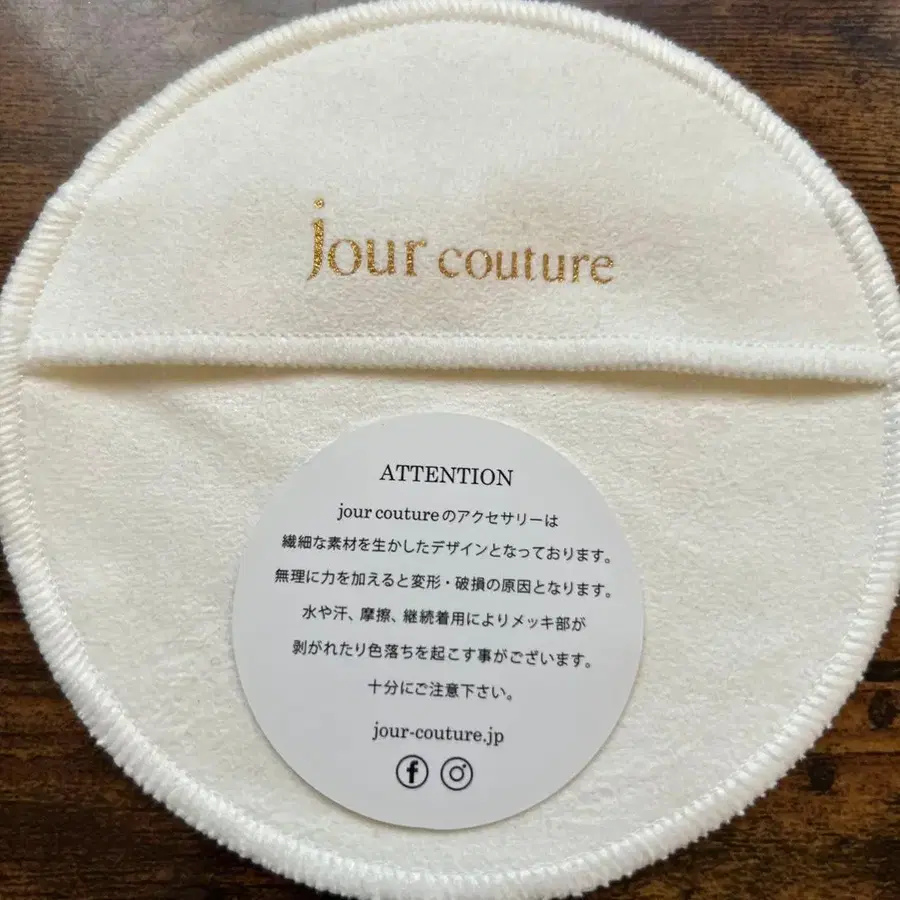 jour couture
ATTENTION
jour coutureのアクセサリーは
繊細な素材を生かしたデザインとなっております。
無理に力を加えると変形・破損の原因となります。
水や汗、摩擦、継続着用によりメッキ部が
剥がれたり色落ちを起こす事がございます。
十分にご注意下さい。
jour-couture.jp